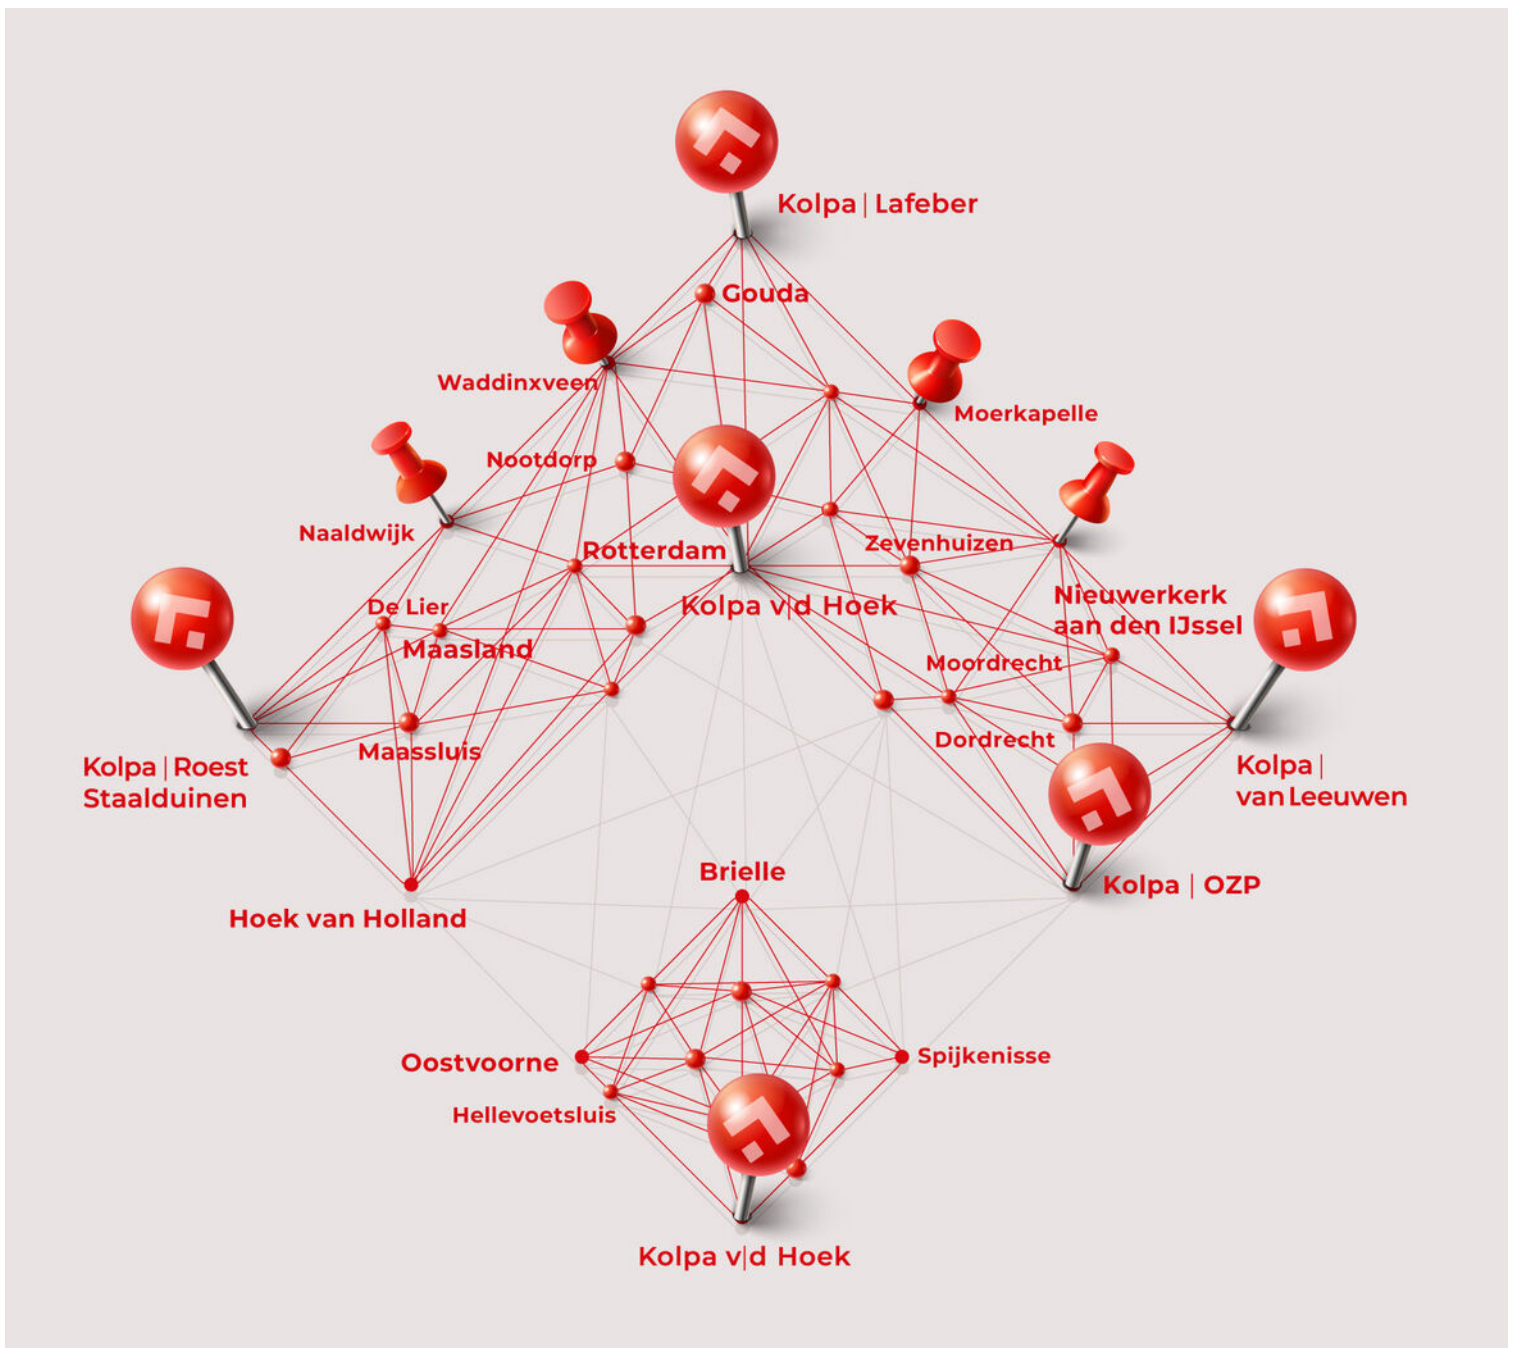 Kolpa | Lafeber
Gouda
Waddinxveen
Moerkapelle
Nootdorp
Naaldwijk
Rotterdam
Zevenhuizen
Kolpa v|d Hoek
Nieuwerkerk
aan den IJssel
De Lier
Maasland
Moordrecht
Maassluis
Dordrecht
Kolpa | Roest
Staalduinen
Kolpa |
van Leeuwen
Brielle
Kolpa | OZP
Hoek van Holland
Oostvoorne
Spijkenisse
Hellevoetsluis
Kolpa v|d Hoek